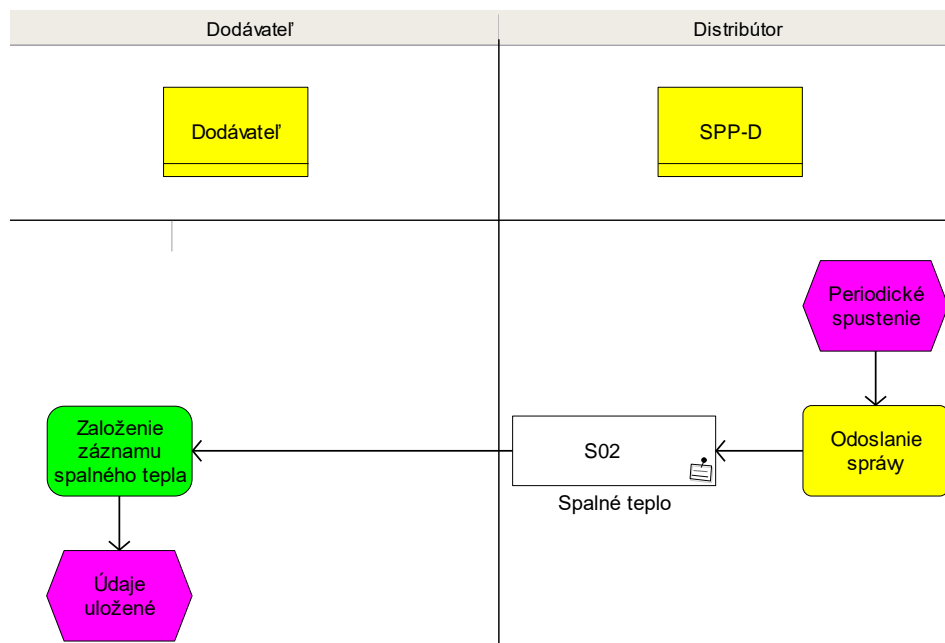 Dodávateľ
Distribútor
Dodávateľ
SPP-D
Periodické
spustenie
Založenie
záznamu
spalného tepla
S02
Odoslanie
správy
Spalné teplo
Údaje
uložené